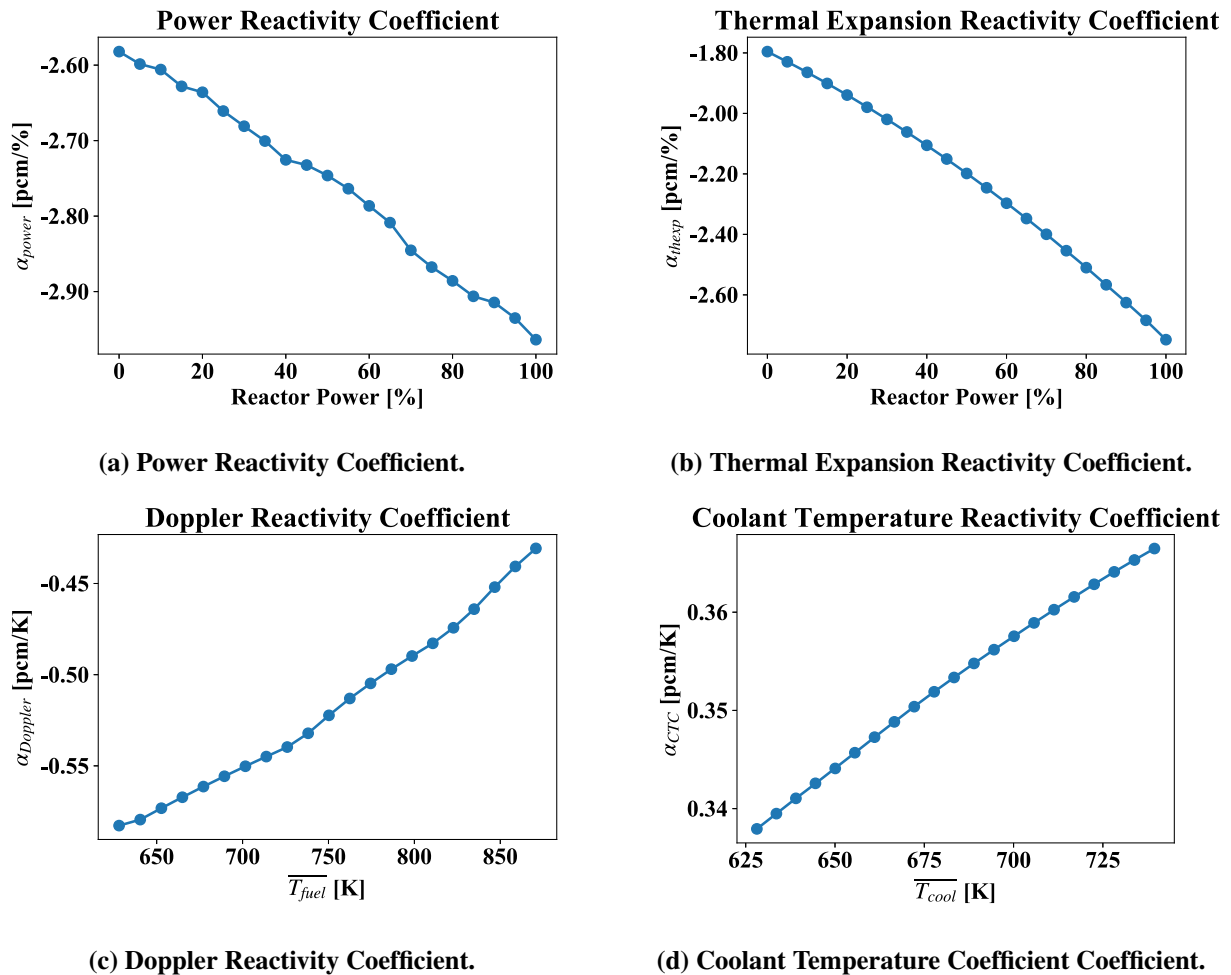 Power Reactivity Coefficient
-2.60
-2.70
-2.80
-2.90
α_power [pcm/%]
0 20 40 60 80 100
Reactor Power [%]
(a) Power Reactivity Coefficient.
Thermal Expansion Reactivity Coefficient
-1.80
-2.00
-2.20
-2.40
-2.60
α_thexp [pcm/%]
0 20 40 60 80 100
Reactor Power [%]
(b) Thermal Expansion Reactivity Coefficient.
Doppler Reactivity Coefficient
-0.45
-0.50
-0.55
α_Doppler [pcm/K]
650 700 750 800 850
T_fuel [K]
(c) Doppler Reactivity Coefficient.
Coolant Temperature Reactivity Coefficient
0.36
0.35
0.34
α_CTC [pcm/K]
625 650 675 700 725
T_cool [K]
(d) Coolant Temperature Coefficient Coefficient.